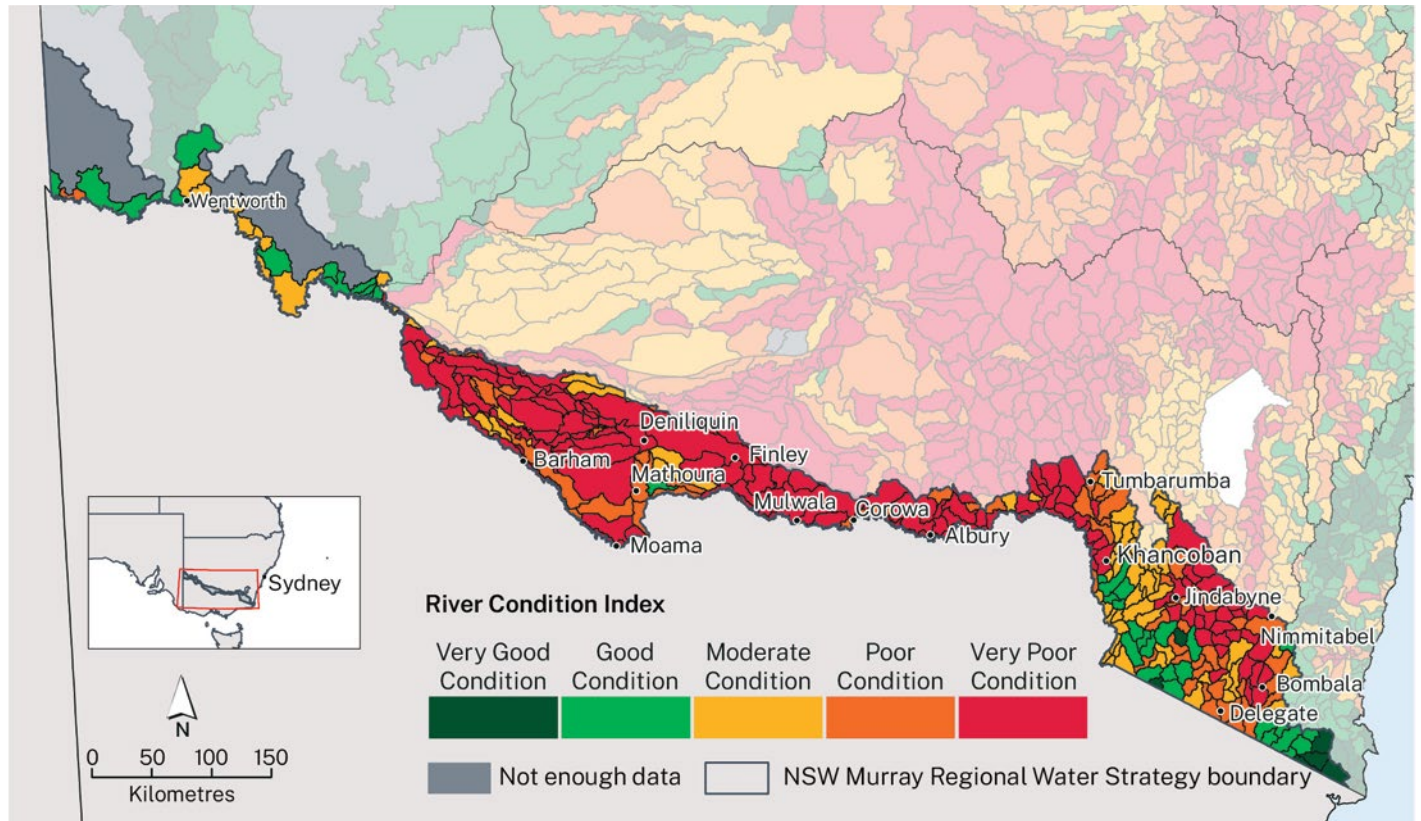 Wentworth
Deniliquin
Barham
Finley
Mathoura
Tumbarumba
Mulwala
Corowa
Albury
Moama
Khancoban
Sydney
Jindabyne
River Condition Index
Nimmitabel
Very Good
Condition
Good
Condition
Moderate
Condition
Poor
Condition
Very Poor
Condition
Bombala
Delegate
N
0 50 100 150
Kilometres
Not enough data
NSW Murray Regional Water Strategy boundary